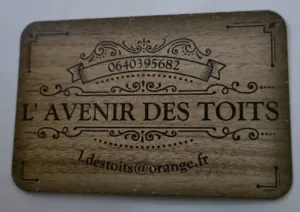 0640395682
L' AVENIR DES TOITS
l.destoits@orange.fr